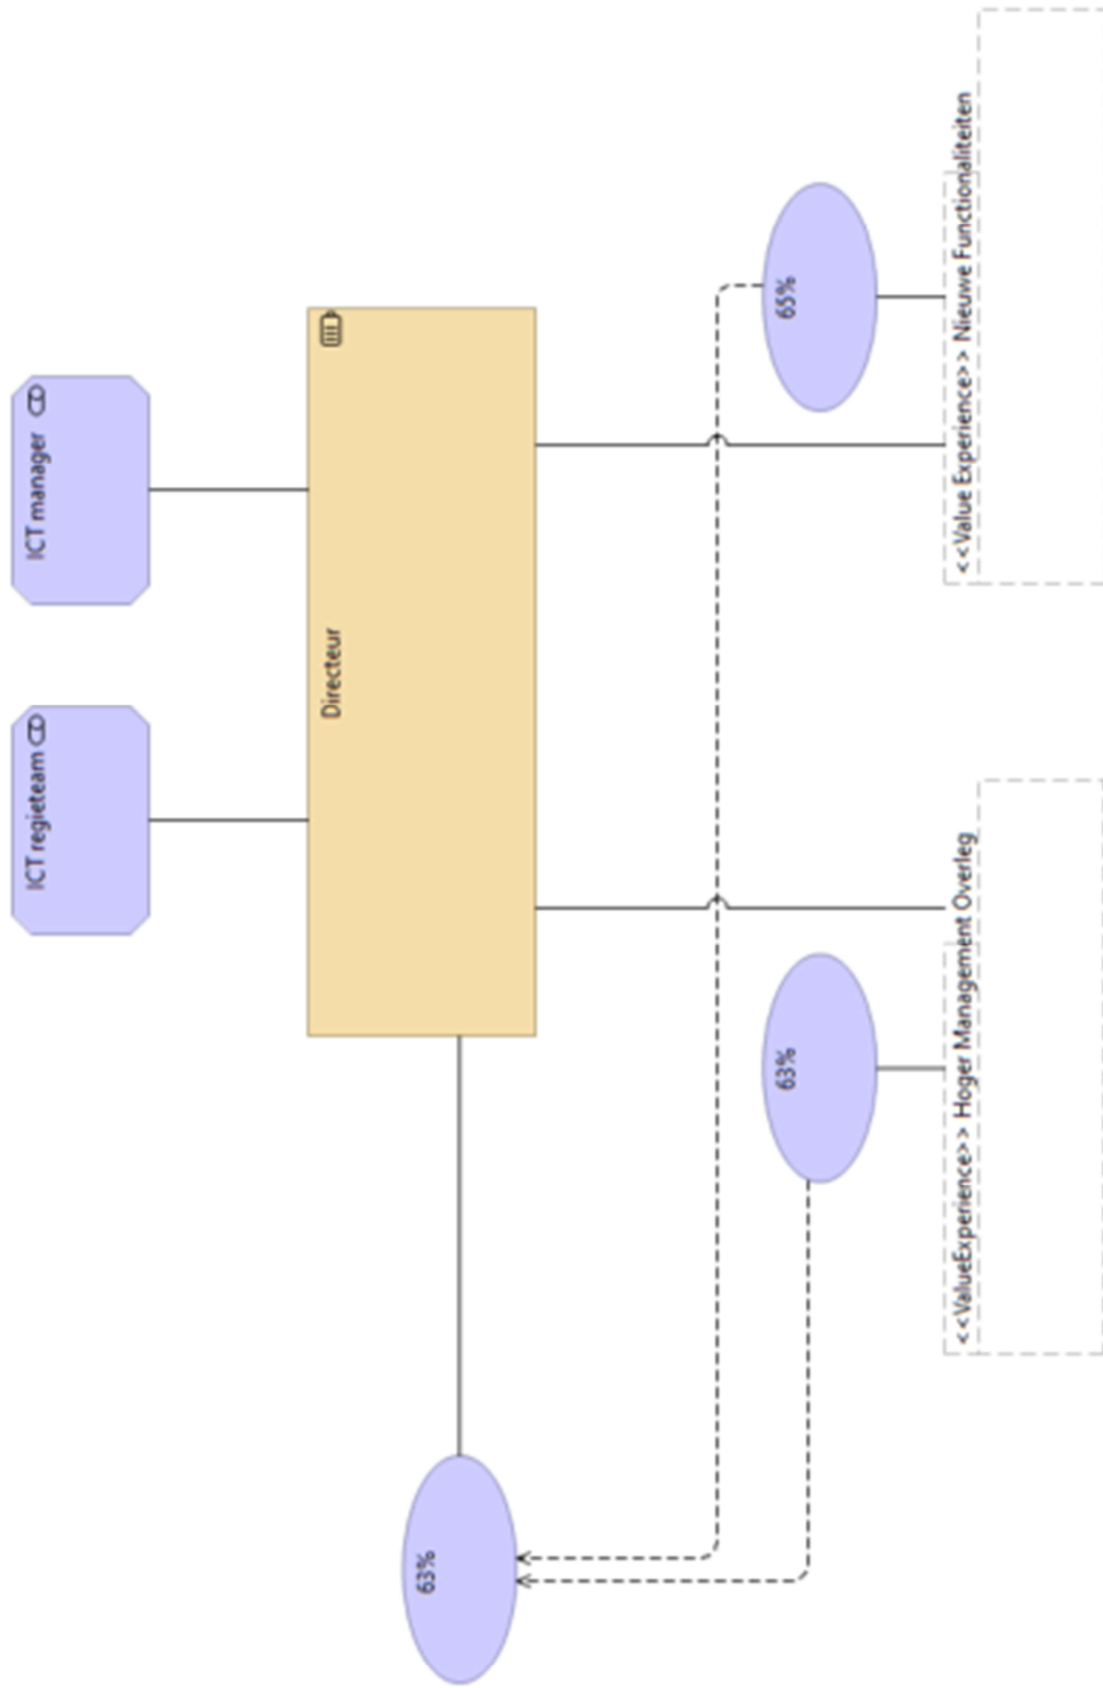 ICT regieteam
ICT manager
Directeur
63%
63%
65%
<<ValueExperience>> Hoger Management Overleg
<<Value Experience>> Nieuwe Functionaliteiten